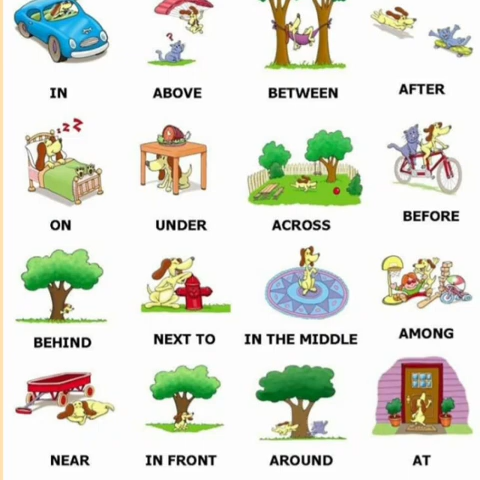 IN
ABOVE
BETWEEN
AFTER
?
zzz
ON
UNDER
ACROSS
BEFORE
BEHIND
NEXT TO
IN THE MIDDLE
AMONG
NEAR
IN FRONT
AROUND
AT